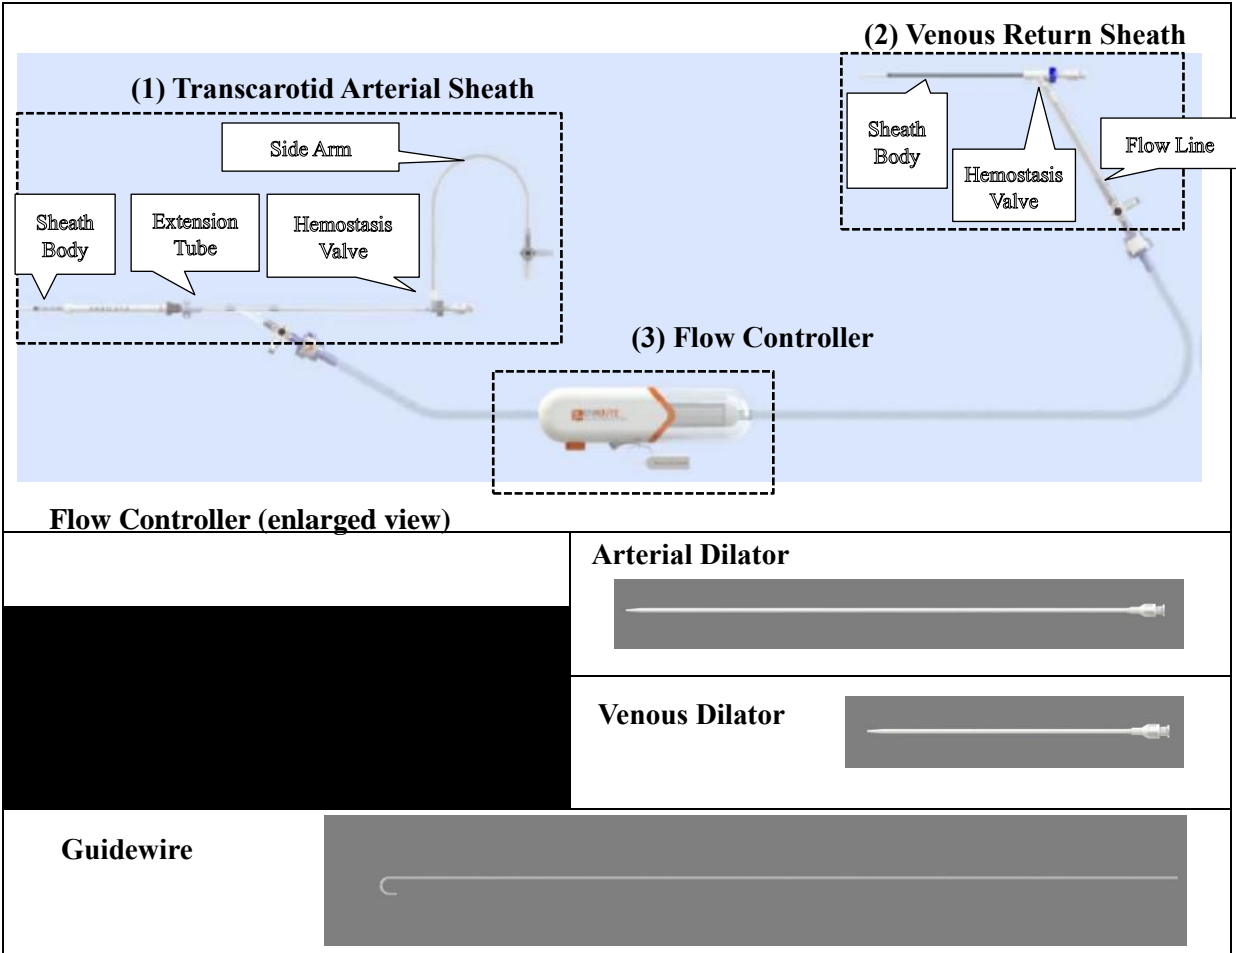 (2) Venous Return Sheath
(1) Transcarotid Arterial Sheath
Side Arm
Sheath
Body
Flow Line
Hemostasis
Valve
Sheath
Body
Extension
Tube
Hemostasis
Valve
(3) Flow Controller
Flow Controller (enlarged view)
Arterial Dilator
Venous Dilator
Guidewire